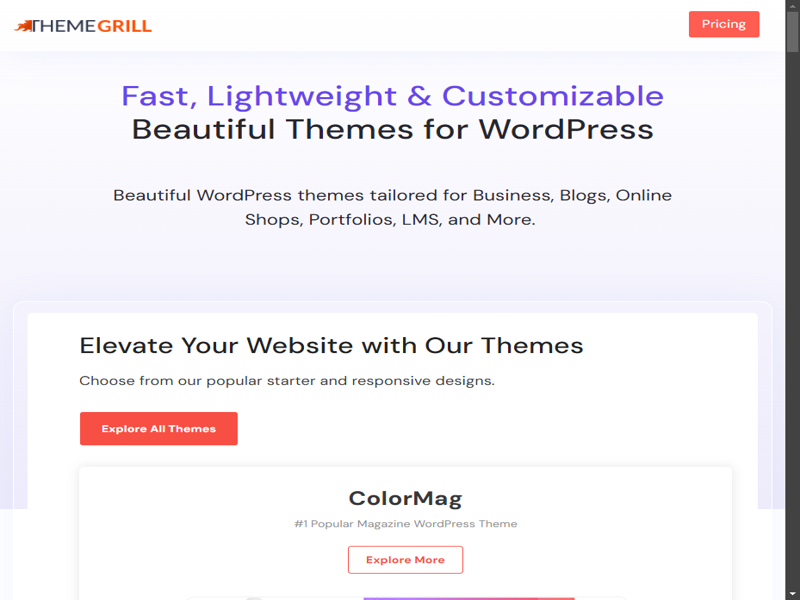 THEMEGRILL
Pricing
Fast, Lightweight & Customizable
Beautiful Themes for WordPress
Beautiful WordPress themes tailored for Business, Blogs, Online
Shops, Portfolios, LMS, and More.
Elevate Your Website with Our Themes
Choose from our popular starter and responsive designs.
Explore All Themes
ColorMag
#1 Popular Magazine WordPress Theme
Explore More